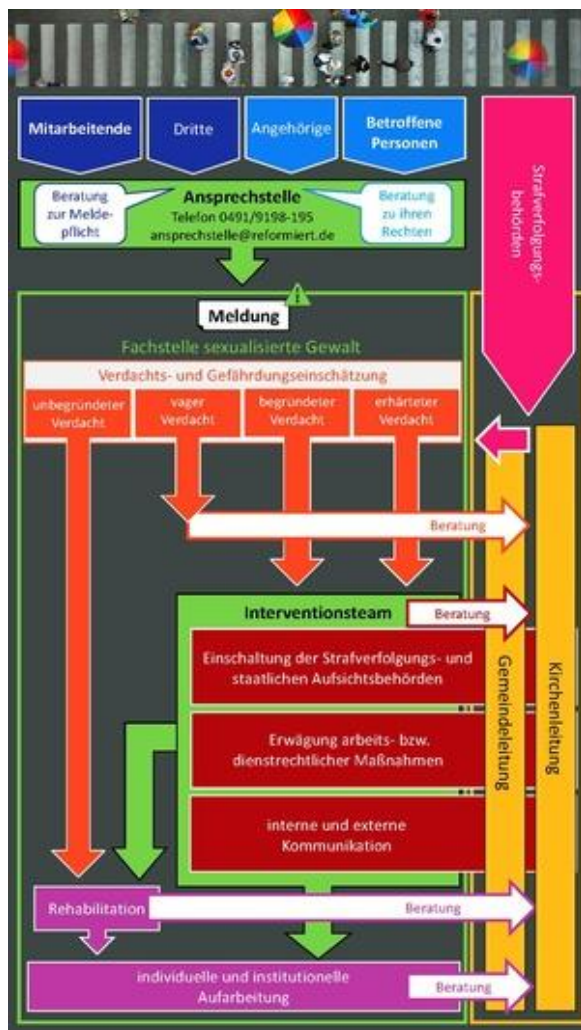 Mitarbeitende
Dritte
Angehörige
Betroffene
Personen
Strafverfolgungs-
behörden
Beratung
zur Melde-
pflicht
Ansprechstelle
Telefon 0491/9198-195
ansprechstelle@reformiert.de
Beratung
zu ihren
Rechten
Meldung
Fachstelle sexualisierte Gewalt
Verdachts- und Gefährdungseinschätzung
unbegründeter
Verdacht
vager
Verdacht
begründeter
Verdacht
erhärteter
Verdacht
Beratung
Interventionsteam
Beratung
Einschaltung der Strafverfolgungs- und
staatlichen Aufsichtsbehörden
Erwägung arbeits- bzw.
dienstrechtlicher Maßnahmen
interne und externe
Kommunikation
Gemeindeleitung
Kirchenleitung
Rehabilitation
Beratung
individuelle und institutionelle
Aufarbeitung
Beratung